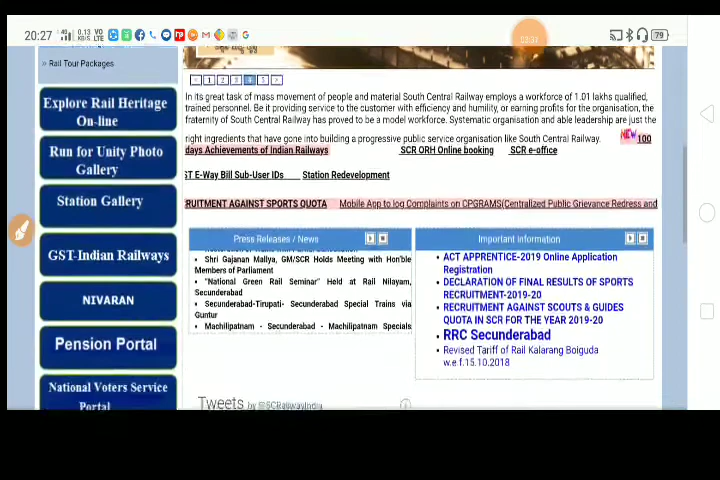 20:27
0.13
KB/S
VO
LTE
79
» Rail Tour Packages
Explore Rail Heritage
On-line
Run for Unity Photo
Gallery
Station Gallery
GST-Indian Railways
NIVARAN
Pension Portal
National Voters Service
Portal
1 2 3 4 5
In its great task of mass movement of people and material South Central Railway employs a workforce of 1.01 lakhs qualified,
trained personnel. Be it providing service to the customer with efficiency and humility, or earning profits for the organisation, the
fraternity of South Central Railway has proved to be a model workforce. Systematic organisation and able leadership are just the
right ingredients that have gone into building a progressive public service organisation like South Central Railway.
NEW 100
days Achievements of Indian Railways SCR ORH Online booking SCR e-office
ST E-Way Bill Sub-User IDs Station Redevelopment
RUITMENT AGAINST SPORTS QUOTA Mobile App to log Complaints on CPGRAMS(Centralized Public Grievance Redress and
Press Releases / News
• Shri Gajanan Mallya, GM/SCR Holds Meeting with Hon'ble
Members of Parliament
• "National Green Rail Seminar" Held at Rail Nilayam,
Secunderabad
• Secunderabad-Tirupati- Secunderabad Special Trains via
Guntur
• Machilipatnam - Secunderabad - Machilipatnam Specials
Important information
• ACT APPRENTICE-2019 Online Application
Registration
• DECLARATION OF FINAL RESULTS OF SPORTS
RECRUITMENT-2019-20
• RECRUITMENT AGAINST SCOUTS & GUIDES
QUOTA IN SCR FOR THE YEAR 2019-20
• RRC Secunderabad
• Revised Tariff of Rail Kalarang Boiguda
w.e.f.15.10.2018
Tweets by @SCRailwayIndia